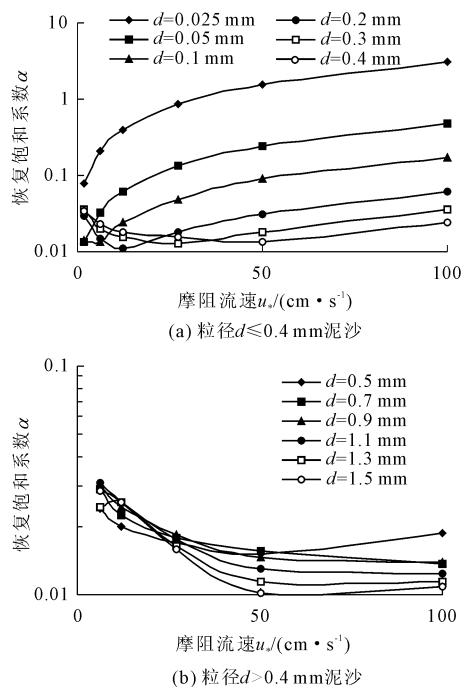 d=0.025 mm d=0.2 mm
d=0.05 mm d=0.3 mm
d=0.1 mm d=0.4 mm
10
1
0.1
0.01
恢复饱和系数α
0 50 100
摩阻流速u*/(cm·s-1)
(a) 粒径d≤0.4 mm泥沙
0.1
0.01
恢复饱和系数α
d=0.5 mm
d=0.7 mm
d=0.9 mm
d=1.1 mm
d=1.3 mm
d=1.5 mm
0 50 100
摩阻流速u*/(cm·s-1)
(b) 粒径d>0.4 mm泥沙